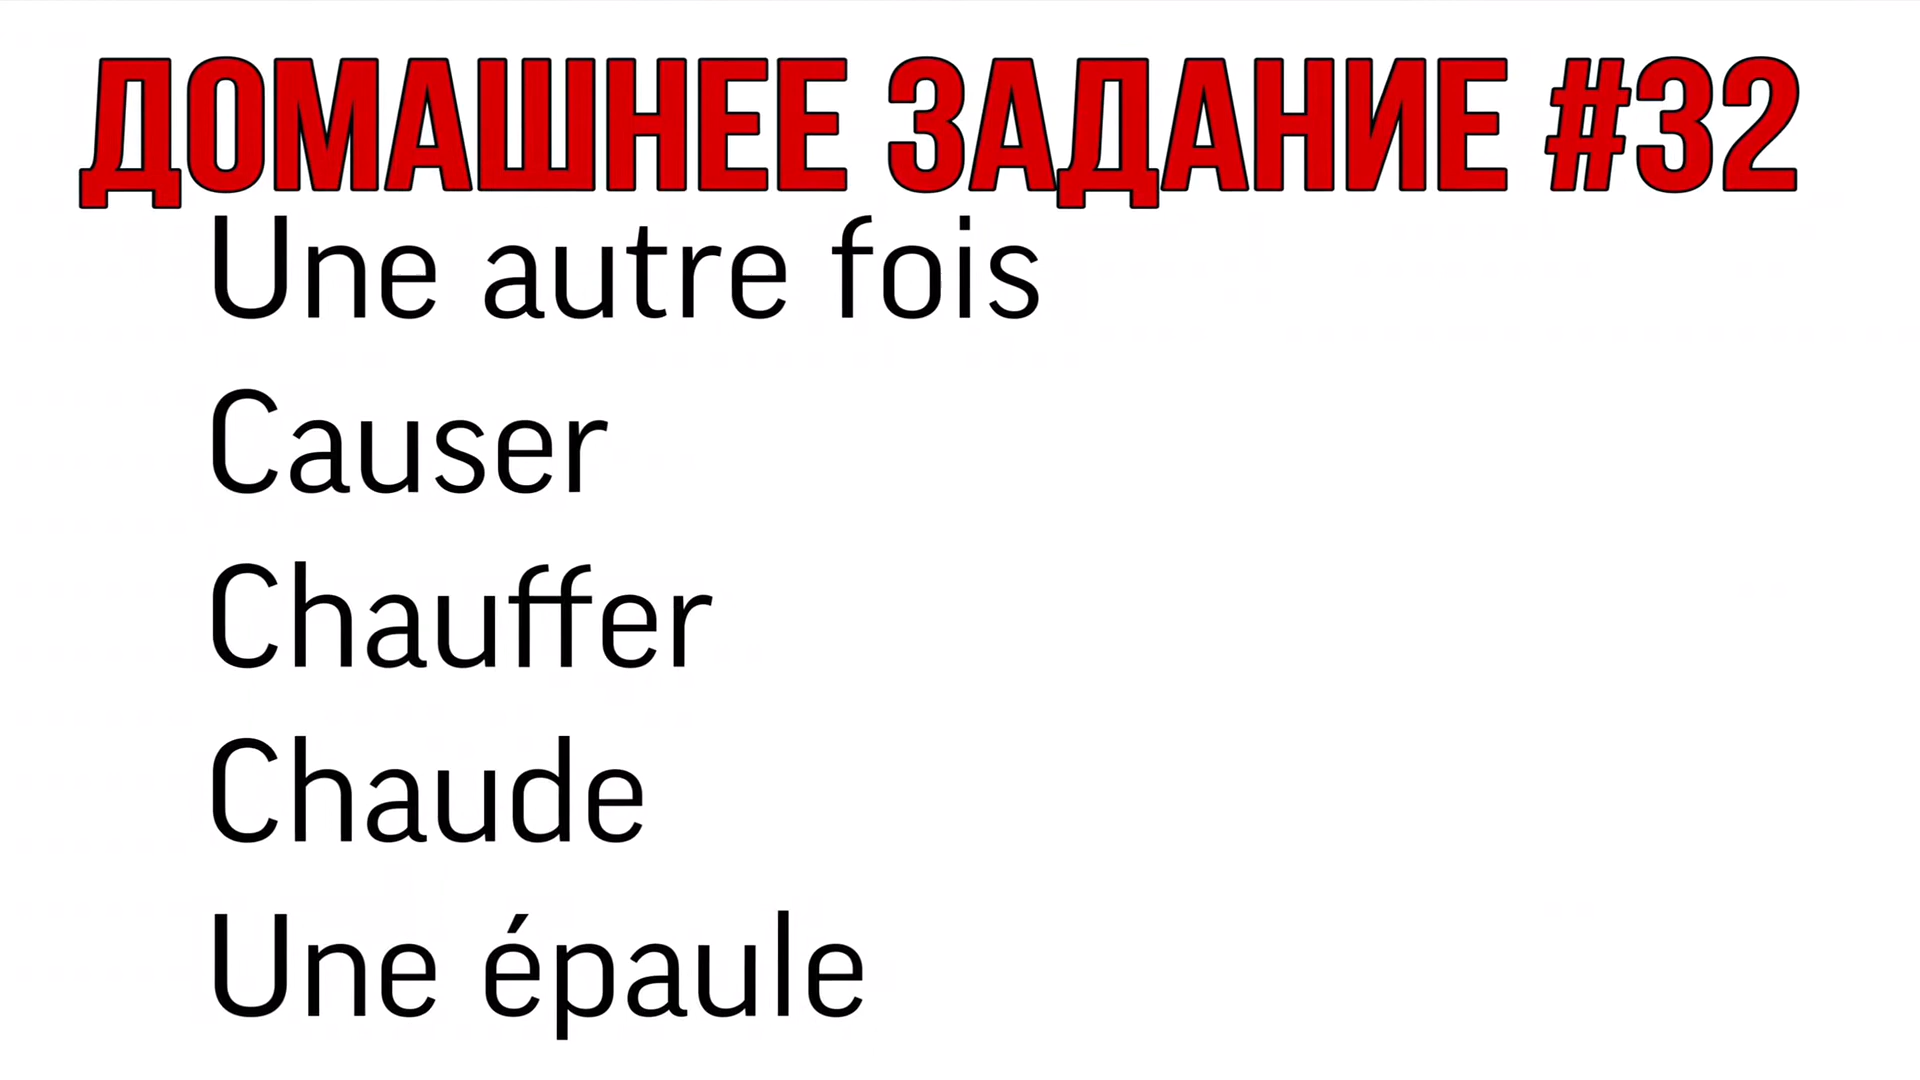 ДОМАШНЕЕ ЗАДАНИЕ #32
Une autre fois
Causer
Chauffer
Chaude
Une épaule